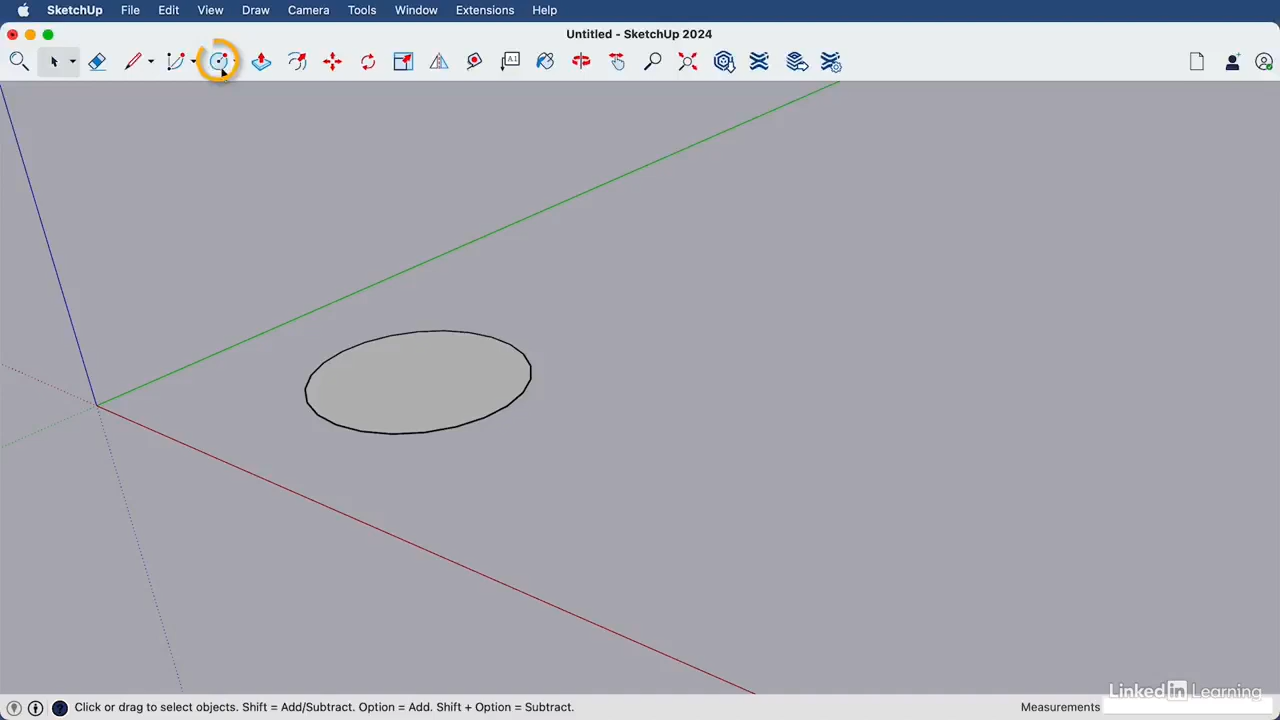 SketchUp File Edit View Draw Camera Tools Window Extensions Help
Untitled - SketchUp 2024
A1
Click or drag to select objects. Shift = Add/Subtract. Option = Add. Shift + Option = Subtract.
Measurements
LinkedIn Learning